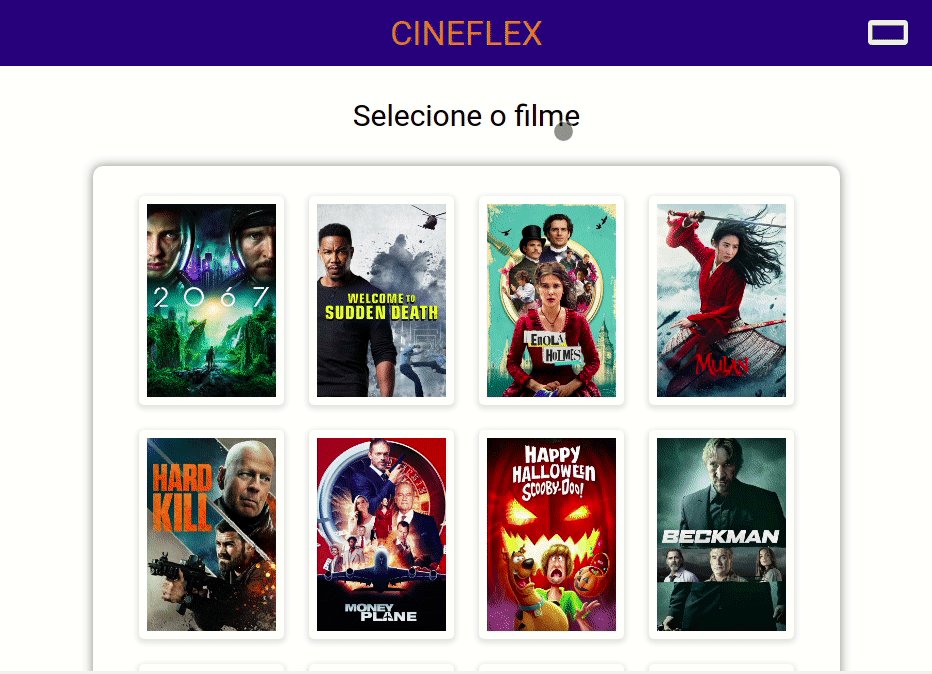 CINEFLEX
Selecione o filme
2067
WELCOME TO
SUDDEN DEATH
ENOLA
HOLMES
MULAN
HARD
KILL
MONEY
PLANE
HAPPY
HALLOWEEN
SCOOBY-DOO!
BECKMAN